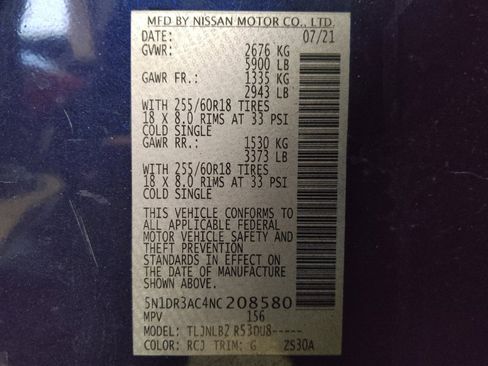 MFD BY NISSAN MOTOR CO., LTD.
DATE: 07/21
GVWR: 2676 KG
5900 LB
GAWR FR.: 1335 KG
2943 LB
WITH 255/60R18 TIRES
18 X 8.0 RIMS AT 33 PSI
COLD SINGLE
GAWR RR.: 1530 KG
3373 LB
WITH 255/60R18 TIRES
18 X 8.0 RIMS AT 33 PSI
COLD SINGLE
THIS VEHICLE CONFORMS TO
ALL APPLICABLE FEDERAL
MOTOR VEHICLE SAFETY AND
THEFT PREVENTION
STANDARDS IN EFFECT ON
THE DATE OF MANUFACTURE
SHOWN ABOVE.
5N1DR3AC4NC208580
MPV 156
MODEL: TLJNLB2 R53DU8-----
COLOR: RCJ TRIM: G 2S30A